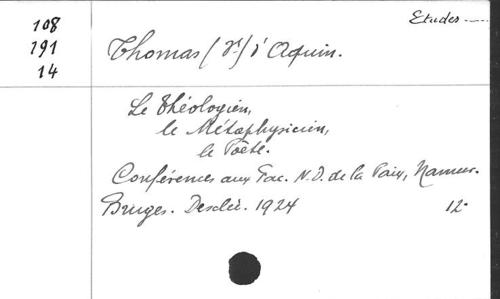 108
191
14
Etudes
Thomas (St) d'Aquin.
Le Théologien,
le Métaphysicien,
le Poète.
Conférences aux Fac. N.D. de la Paix, Namur.
Bruges. Desclée. 1924 12°